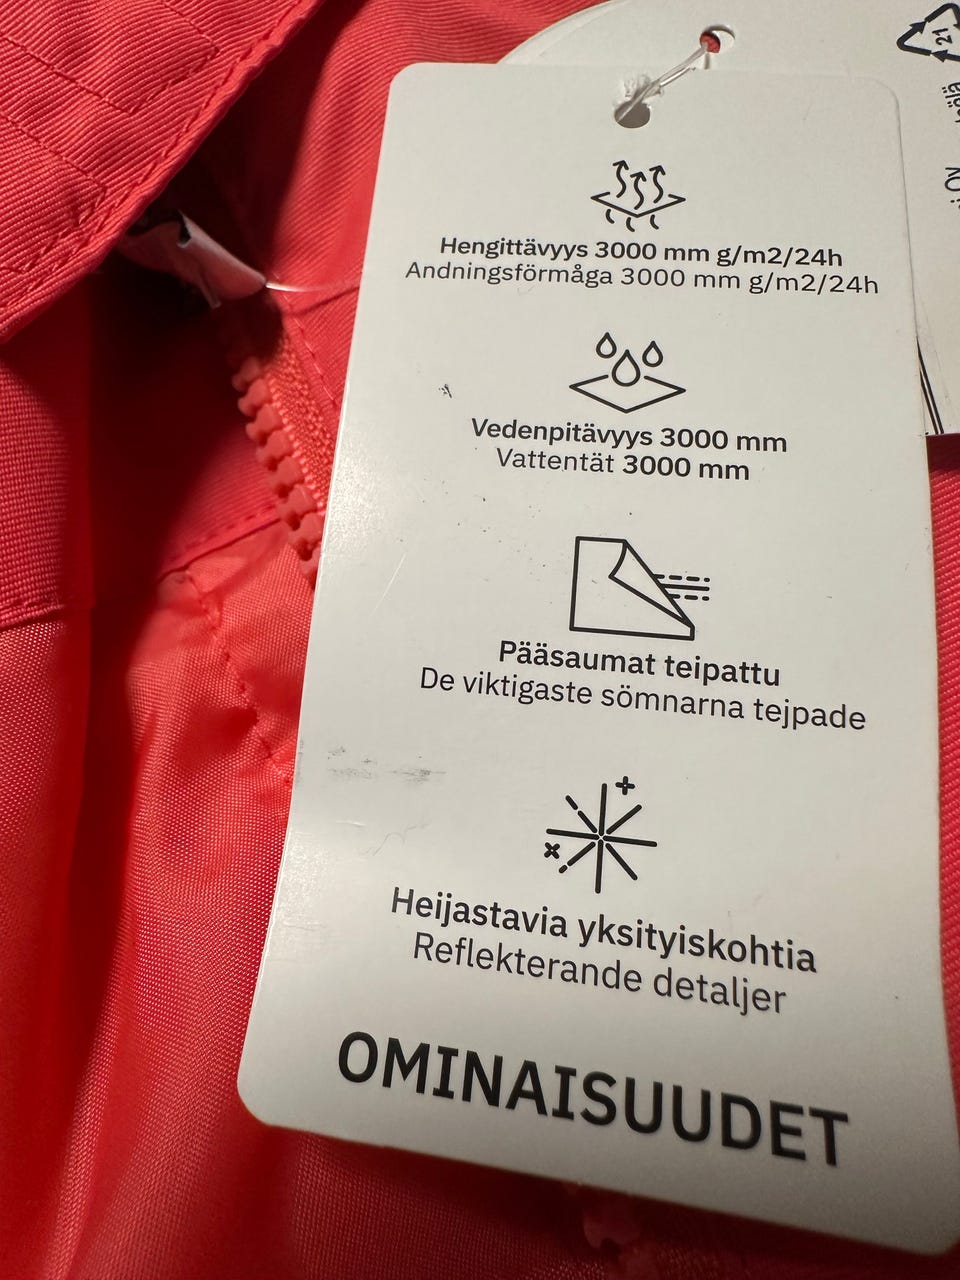 Hengittävyys 3000 mm g/m2/24h
Andningsförmåga 3000 mm g/m2/24h
Vedenpitävyys 3000 mm
Vattentät 3000 mm
Pääsaumat teipattu
De viktigaste sömnarna tejpade
Heijastavia yksityiskohtia
Reflekterande detaljer
OMINAISUUDET
21